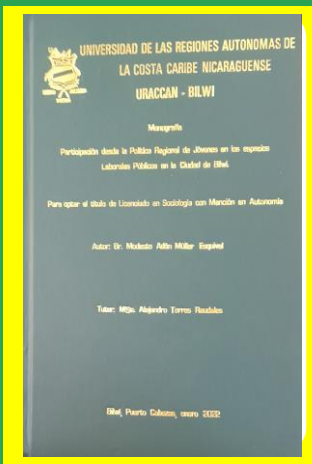 UNIVERSIDAD DE LAS REGIONES AUTONOMAS DE
LA COSTA CARIBE NICARAGUENSE
URACCAN - BILWI
Monografía
Participación desde la Política Regional de Jóvenes en los espacios
Laborales Públicos en la Ciudad de Bilwi.
Para optar al título de Licenciado en Sociología con Mención en Autonomía
Autor: Br. Modesto Adán Müller Esquivel
Tutor: MSc. Alejandro Torres Raudales
Bilwi, Puerto Cabezas, enero 2022